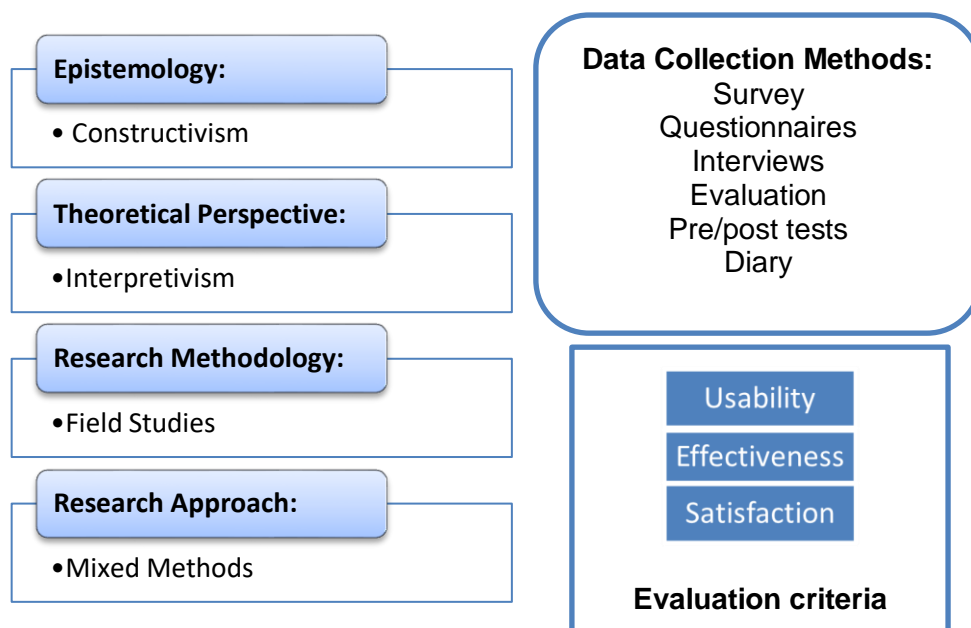 Epistemology:
• Constructivism
Theoretical Perspective:
•Interpretivism
Research Methodology:
•Field Studies
Research Approach:
•Mixed Methods
Data Collection Methods:
Survey
Questionnaires
Interviews
Evaluation
Pre/post tests
Diary
Usability
Effectiveness
Satisfaction
Evaluation criteria